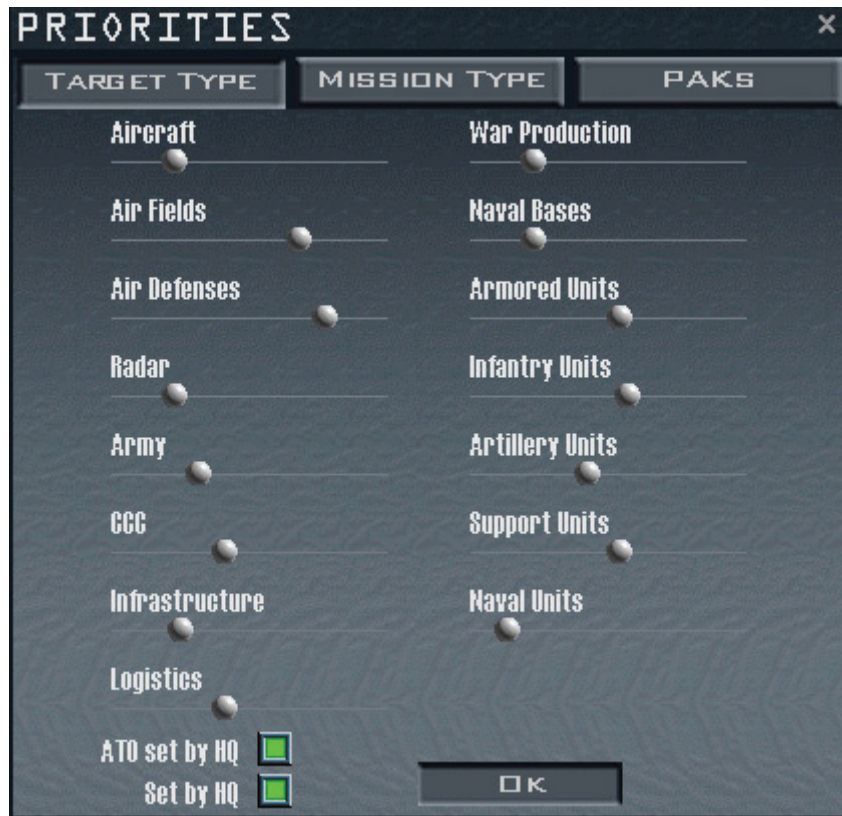 PRIORITIES
×
TARGET TYPE
MISSION TYPE
PAKs
Aircraft
War Production
Air Fields
Naval Bases
Air Defenses
Armored Units
Radar
Infantry Units
Army
Artillery Units
CCC
Support Units
Infrastructure
Naval Units
Logistics
ATO set by HQ
Set by HQ
OK